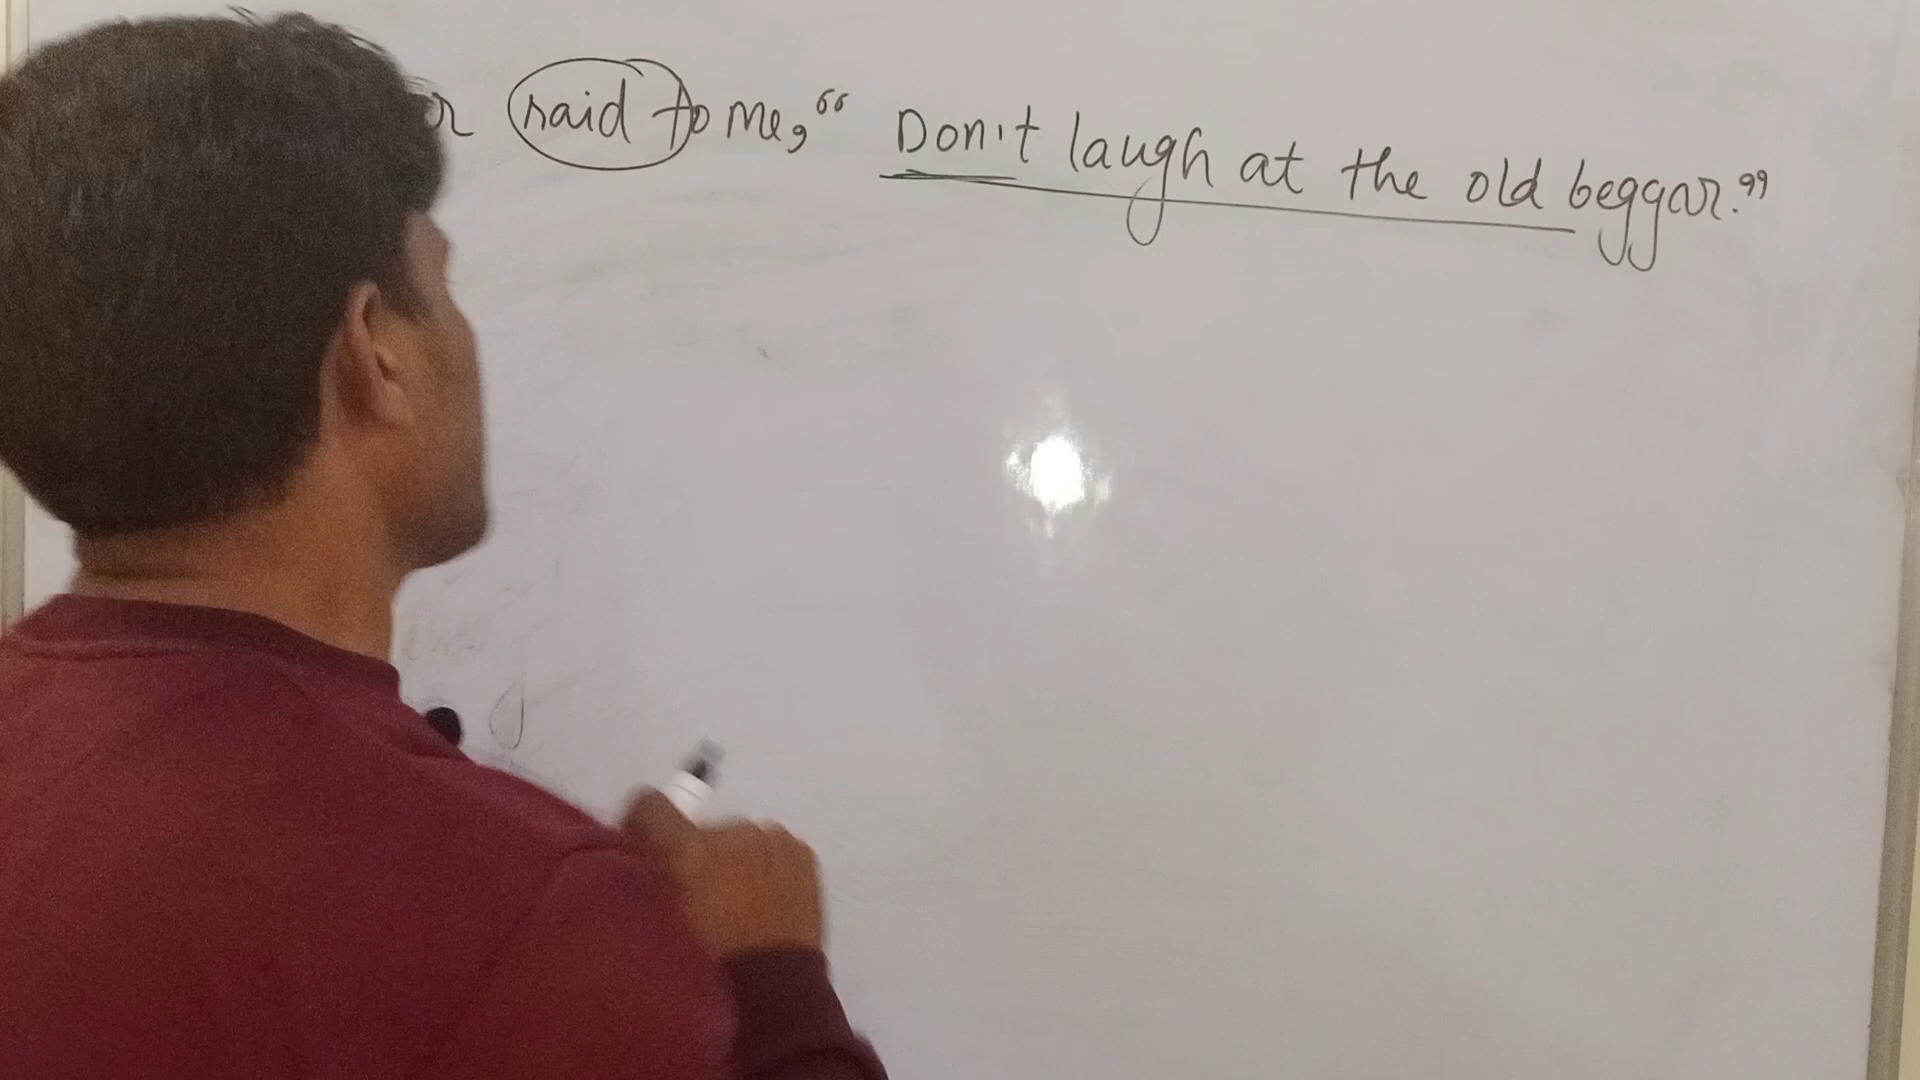 said to me, “ Don't laugh at the old beggar.”